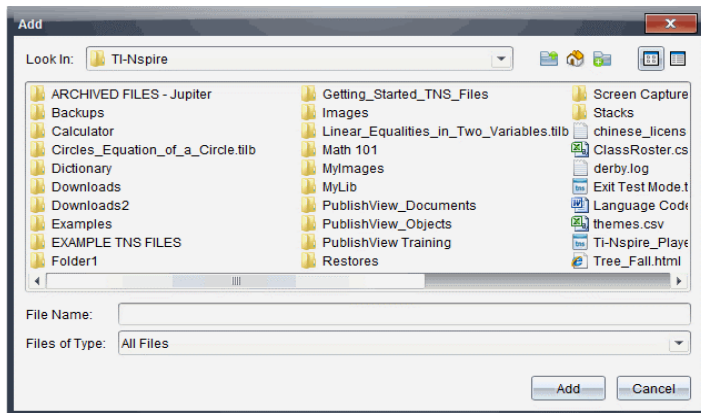 Add
Look In: TI-Nspire
ARCHIVED FILES - Jupiter
Backups
Calculator
Circles_Equation_of_a_Circle.tilb
Dictionary
Downloads
Downloads2
Examples
EXAMPLE TNS FILES
Folder1
Getting_Started_TNS_Files
Images
Linear_Equalities_in_Two_Variables.tilb
Math 101
MyImages
MyLib
PublishView_Documents
PublishView_Objects
PublishView Training
Restores
Screen Capture
Stacks
chinese_licens
ClassRoster.cs
derby.log
Exit Test Mode.t
Language Code
themes.csv
Ti-Nspire_Playe
Tree_Fall.html
File Name:
Files of Type: All Files
Add Cancel